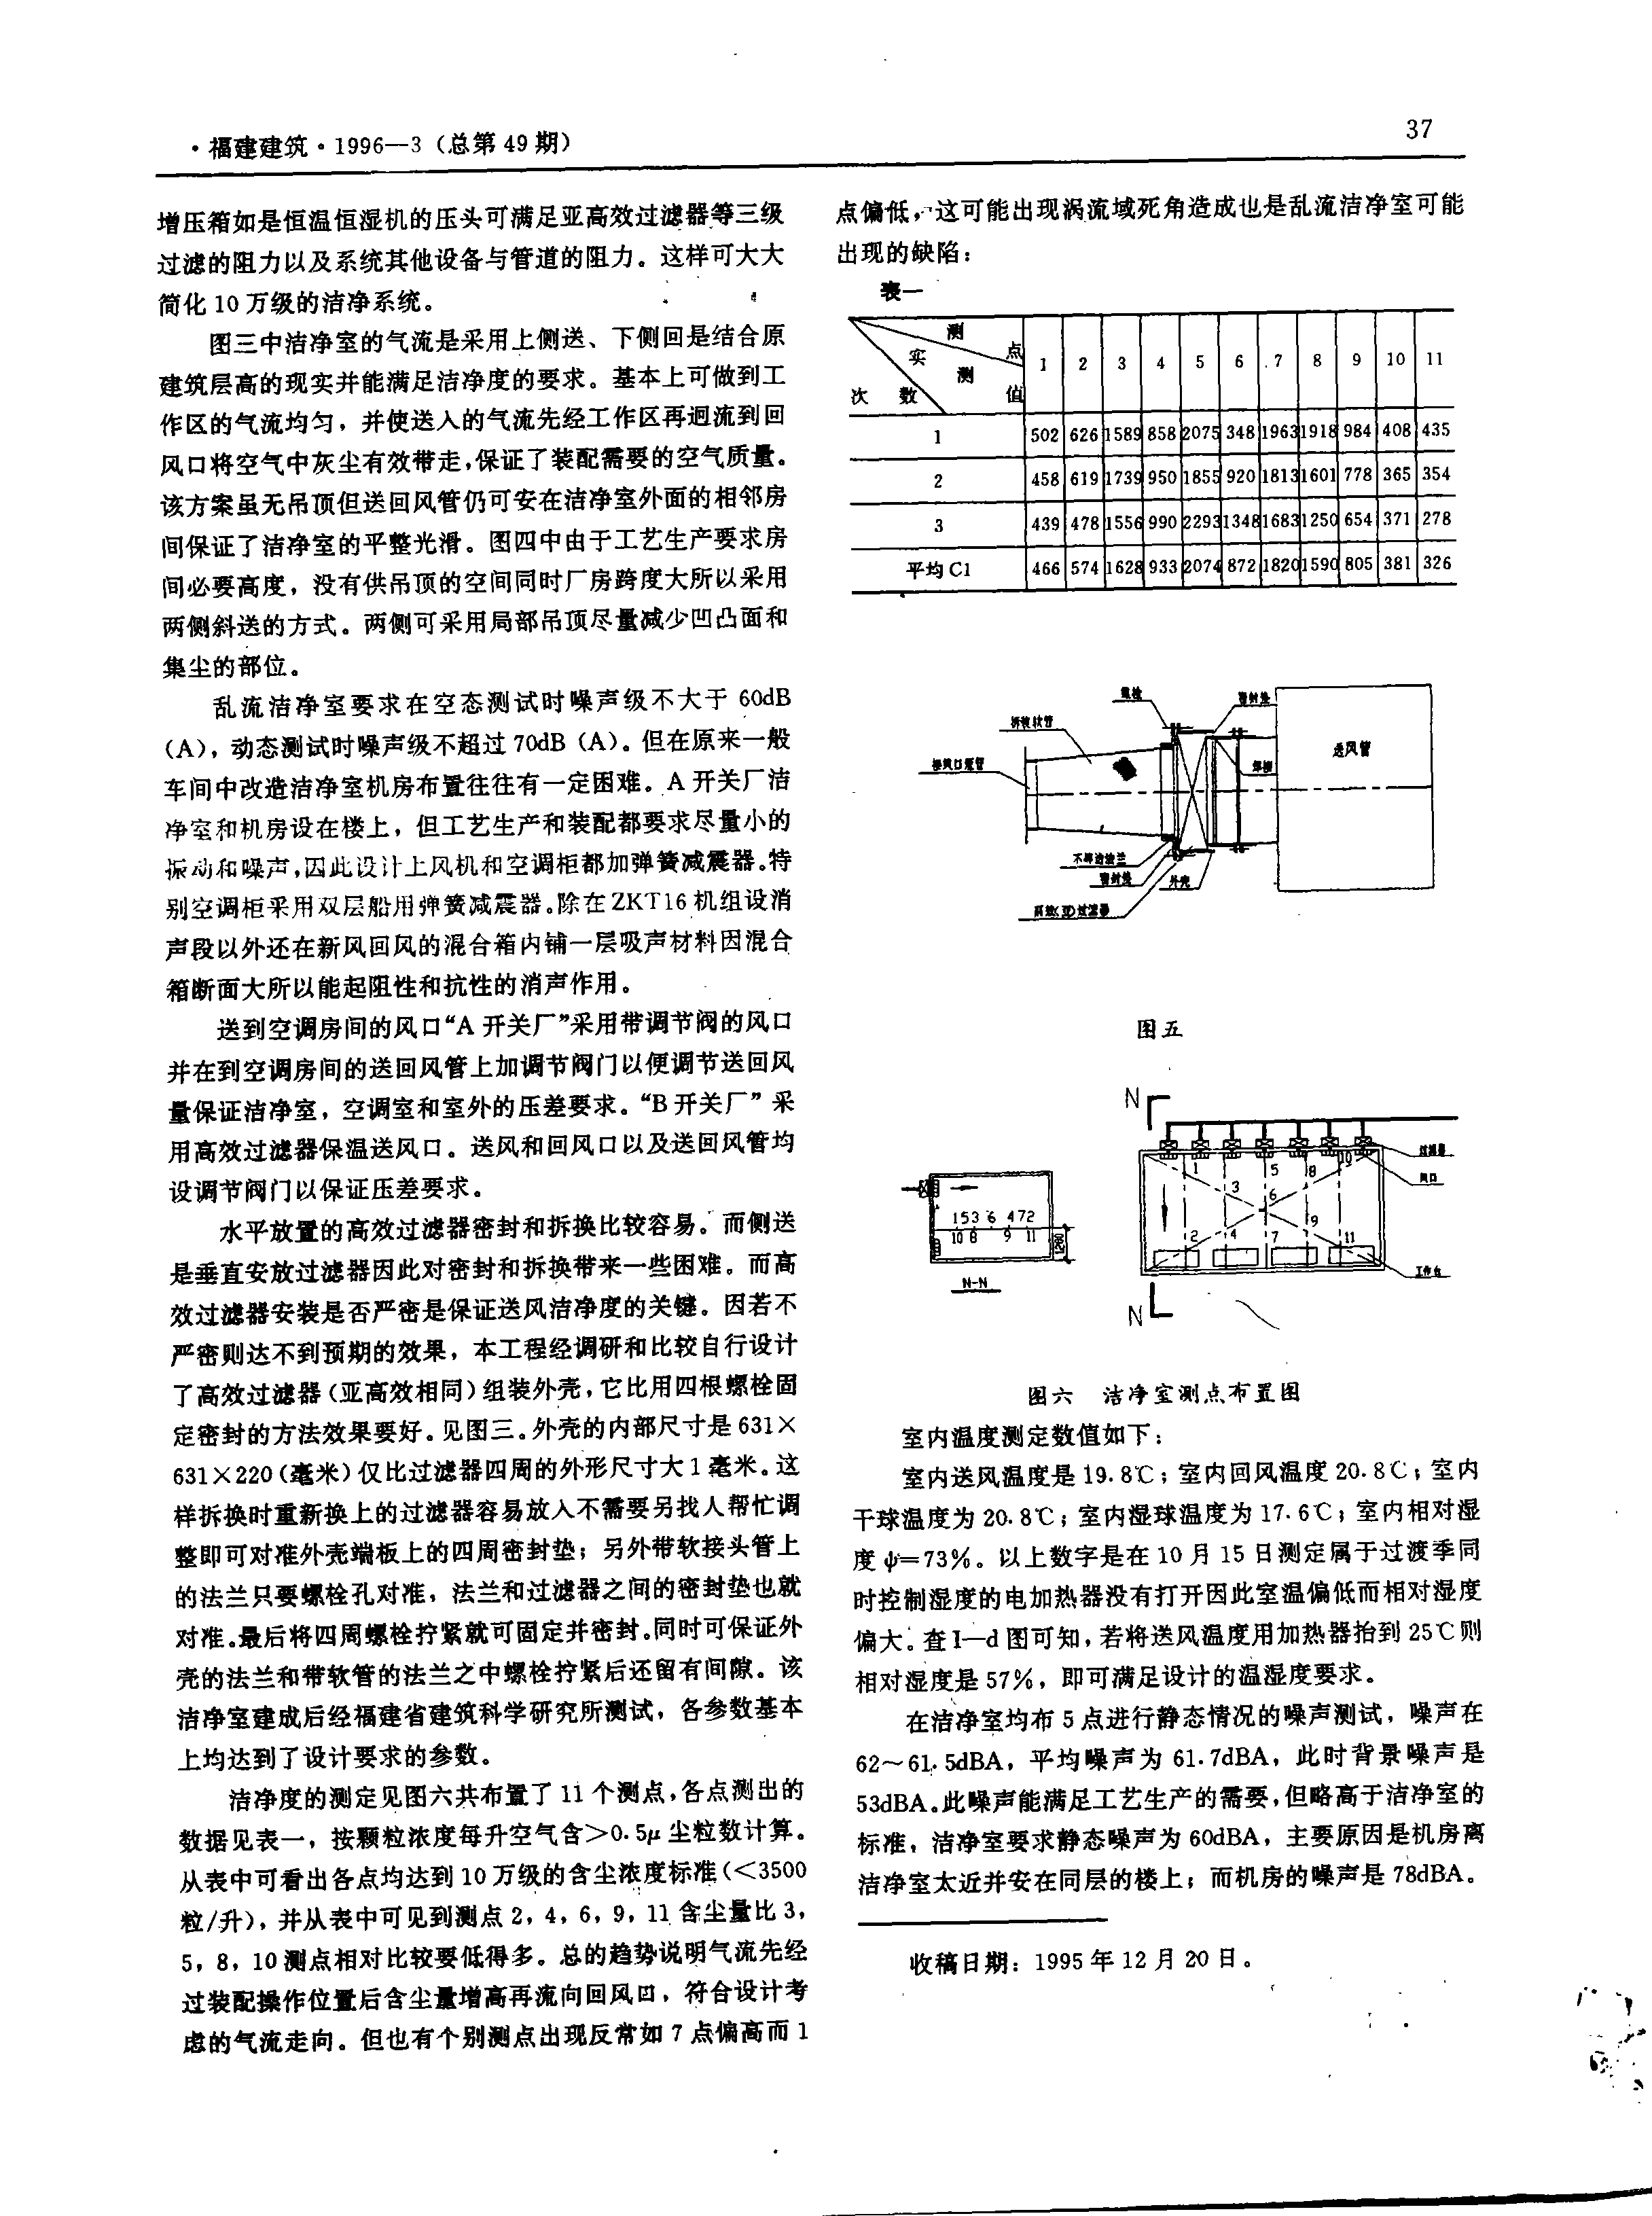 ·福建建筑·1996—3(总第49期)
37
增压箱如是恒温恒湿机的压头可满足亚高效过滤器等三级
过滤的阻力以及系统其他设备与管道的阻力。这样可大大
简化10万级的洁净系统。
图三中洁净室的气流是采用上侧送、下侧回是结合原
建筑层高的现实并能满足洁净度的要求。基本上可做到工
作区的气流均匀,并使送入的气流先经工作区再迥流到回
风口将空气中灰尘有效带走,保证了装配需要的空气质量。
该方案虽无吊顶但送回风管仍可安在洁净室外面的相邻房
间保证了洁净室的平整光滑。图四中由于工艺生产要求房
间必要高度,没有供吊顶的空间同时厂房跨度大所以采用
两侧斜送的方式。两侧可采用局部吊顶尽量减少凹凸面和
集尘的部位。
乱流洁净室要求在空态测试时噪声级不大于60dB
(A),动态测试时噪声级不超过70dB(A)。但在原来一般
车间中改造洁净室机房布置往往有一定困难。A开关厂洁
净室和机房设在楼上,但工艺生产和装配都要求尽量小的
振动和噪声,因此设计上风机和空调柜都加弹簧减震器。特
别空调柜采用双层船用弹簧减震器。除在ZKT16机组设消
声段以外还在新风回风的混合箱内铺一层吸声材料因混合
箱断面大所以能起阻性和抗性的消声作用。
送到空调房间的风口“A开关厂”采用带调节阀的风口
并在到空调房间的送回风管上加调节阀门以便调节送回风
量保证洁净室,空调室和室外的压差要求。“B开关厂”采
用高效过滤器保温送风口。送风和回风口以及送回风管均
设调节阀门以保证压差要求。
水平放置的高效过滤器密封和拆换比较容易。而侧送
是垂直安放过滤器因此对密封和拆换带来一些困难。而高
效过滤器安装是否严密是保证送风洁净度的关键。因若不
严密则达不到预期的效果,本工程经调研和比较自行设计
了高效过滤器(亚高效相同)组装外壳,它比用四根螺栓固
定密封的方法效果要好。见图三。外壳的内部尺寸是631×
631×220(毫米)仅比过滤器四周的外形尺寸大1毫米。这
样拆换时重新换上的过滤器容易放入不需要另找人帮忙调
整即可对准外壳端板上的四周密封垫;另外带软接头管上
的法兰只要螺栓孔对准,法兰和过滤器之间的密封垫也就
对准。最后将四周螺栓拧紧就可固定并密封。同时可保证外
壳的法兰和带软管的法兰之中螺栓拧紧后还留有间隙。该
洁净室建成后经福建省建筑科学研究所测试,各参数基本
上均达到了设计要求的参数。
洁净度的测定见图六共布置了11个测点,各点测出的
数据见表一,按颗粒浓度每升空气含>0.5μ尘粒数计算。
从表中可看出各点均达到10万级的含尘浓度标准(<3500
粒/升),并从表中可见到测点2,4,6,9,11含尘量比3,
5,8,10测点相对比较要低得多。总的趋势说明气流先经
过装配操作位置后含尘量增高再流向回风口,符合设计考
虑的气流走向。但也有个别测点出现反常如7点偏高而1
点偏低,这可能出现涡流域死角造成也是乱流洁净室可能
出现的缺陷:
表一
测点 实测值 次数 1 2 3 4 5 6 7 8 9 10 11
1 502 626 1589 858 2075 348 1963 1918 984 408 435
2 458 619 1739 950 1855 920 1813 1601 778 365 354
3 439 478 1556 990 2293 1348 1683 1250 654 371 278
平均C1 466 574 1628 933 2074 872 1820 1590 805 381 326
螺栓
密封垫
拆装软管
送风管
不等边法兰
密封垫
外壳
图五
N
过滤器
风口
1 5 8 10
3 6
9
2 4 7 11
工作台
N
153 6 472
10 8 9 11
1200
N-N
图六 洁净室测点布置图
室内温度测定数值如下:
室内送风温度是19.8℃;室内回风温度20.8℃;室内
干球温度为20.8℃;室内湿球温度为17.6℃;室内相对湿
度ψ=73%。以上数字是在10月15日测定属于过渡季同
时控制湿度的电加热器没有打开因此室温偏低而相对湿度
偏大。查I—d图可知,若将送风温度用加热器抬到25℃则
相对湿度是57%,即可满足设计的温湿度要求。
在洁净室均布5点进行静态情况的噪声测试,噪声在
62~61.5dBA,平均噪声为61.7dBA,此时背景噪声是
53dBA。此噪声能满足工艺生产的需要,但略高于洁净室的
标准,洁净室要求静态噪声为60dBA,主要原因是机房离
洁净室太近并安在同层的楼上;而机房的噪声是78dBA。
收稿日期:1995年12月20日。